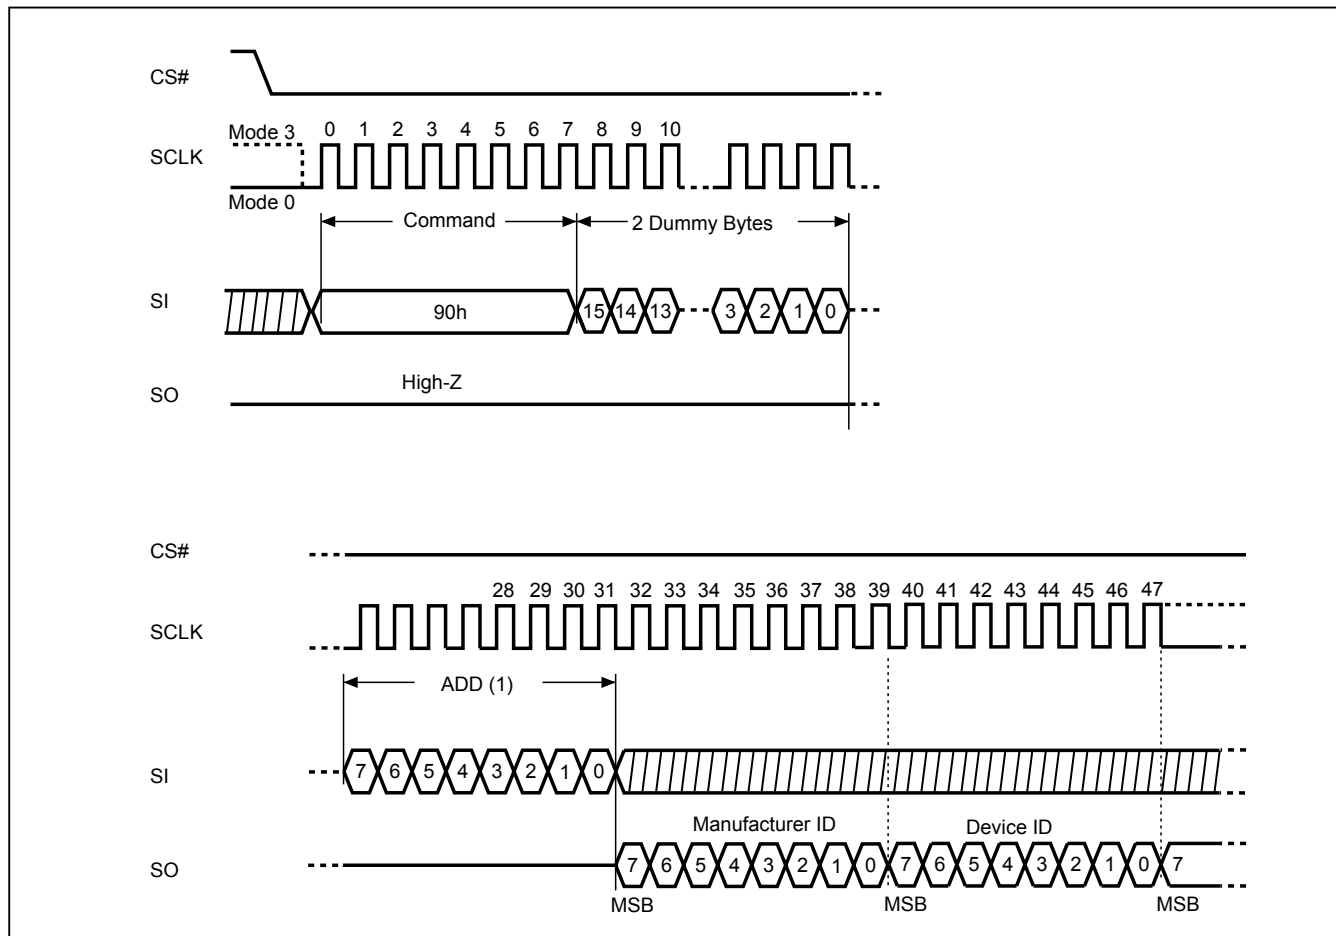 CS#
Mode 3 0 1 2 3 4 5 6 7 8 9 10
SCLK
Mode 0
Command 2 Dummy Bytes
SI 90h 15 14 13 3 2 1 0
High-Z
SO
CS#
28 29 30 31 32 33 34 35 36 37 38 39 40 41 42 43 44 45 46 47
SCLK
ADD (1)
SI 7 6 5 4 3 2 1 0
Manufacturer ID Device ID
SO 7 6 5 4 3 2 1 0 7 6 5 4 3 2 1 0 7
MSB MSB MSB